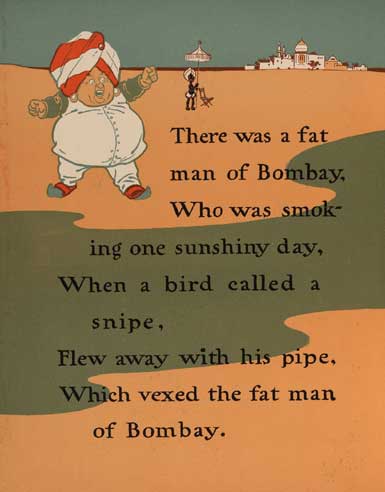 There was a fat
man of Bombay,
Who was smok-
ing one sunshiny day,
When a bird called a
snipe,
Flew away with his pipe,
Which vexed the fat man
of Bombay.